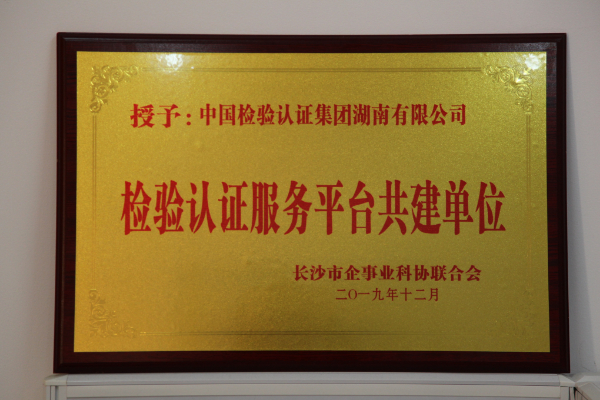 授予：中国检验认证集团湖南有限公司
检验认证服务平台共建单位
长沙市企事业科协联合会
二〇一九年十二月